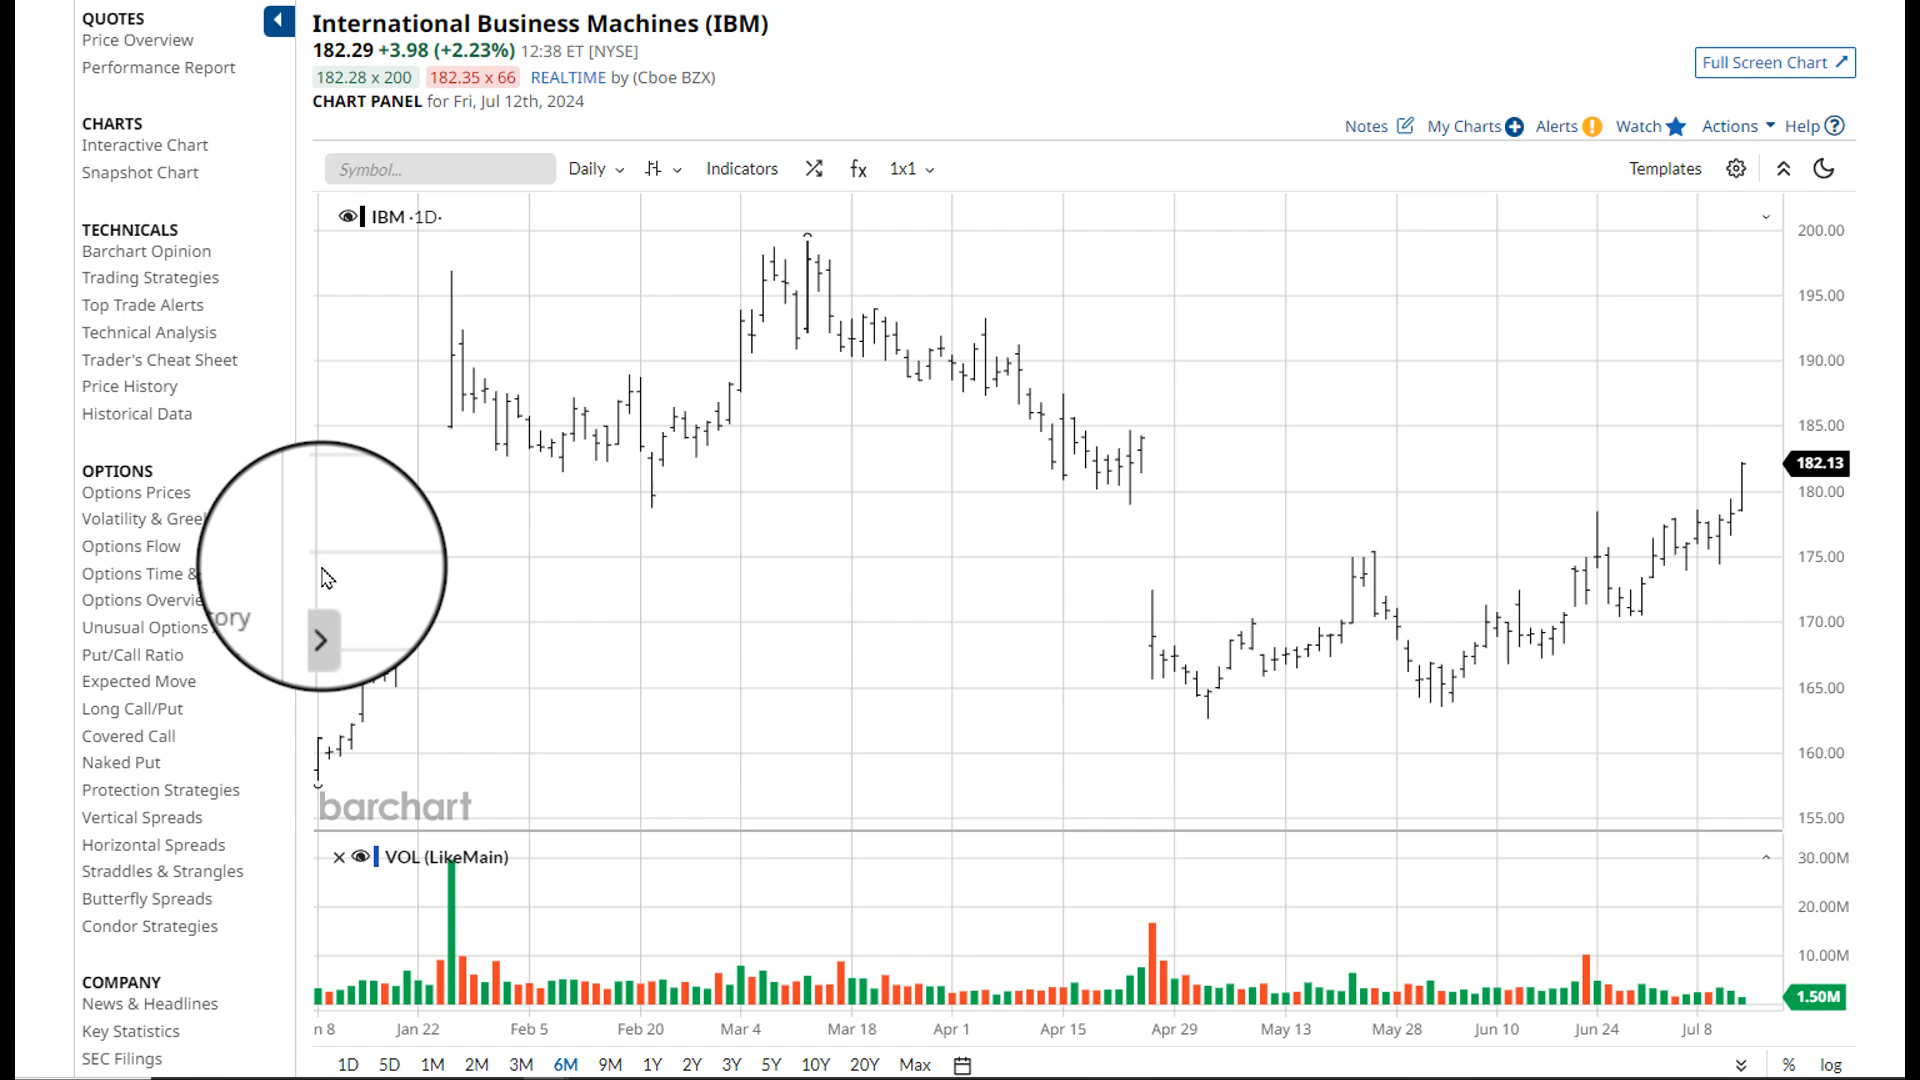 QUOTES
Price Overview
Performance Report
CHARTS
Interactive Chart
Snapshot Chart
TECHNICALS
Barchart Opinion
Trading Strategies
Top Trade Alerts
Technical Analysis
Trader's Cheat Sheet
Price History
Historical Data
OPTIONS
Options Prices
Volatility &
Options Flow
Options Time &
Options
Unusual Options
Put/Call Ratio
Expected Move
Long Call/Put
Covered Call
Naked Put
Protection Strategies
Vertical Spreads
Horizontal Spreads
Straddles & Strangles
Butterfly Spreads
Condor Strategies
COMPANY
News & Headlines
Key Statistics
SEC Filings
International Business Machines (IBM)
182.29 +3.98 (+2.23%) 12:38 ET [NYSE]
182.28 x 200 182.35 x 66 REALTIME by (Cboe BZX)
CHART PANEL for Fri, Jul 12th, 2024
Full Screen Chart
Notes My Charts Alerts Watch Actions Help
Symbol... Daily Indicators fx 1x1 Templates
IBM ·1D·
200.00
195.00
190.00
185.00
182.13
180.00
175.00
170.00
165.00
160.00
155.00
barchart
VOL (LikeMain)
30.00M
20.00M
10.00M
1.50M
n 8 Jan 22 Feb 5 Feb 20 Mar 4 Mar 18 Apr 1 Apr 15 Apr 29 May 13 May 28 Jun 10 Jun 24 Jul 8
1D 5D 1M 2M 3M 6M 9M 1Y 2Y 3Y 5Y 10Y 20Y Max % log